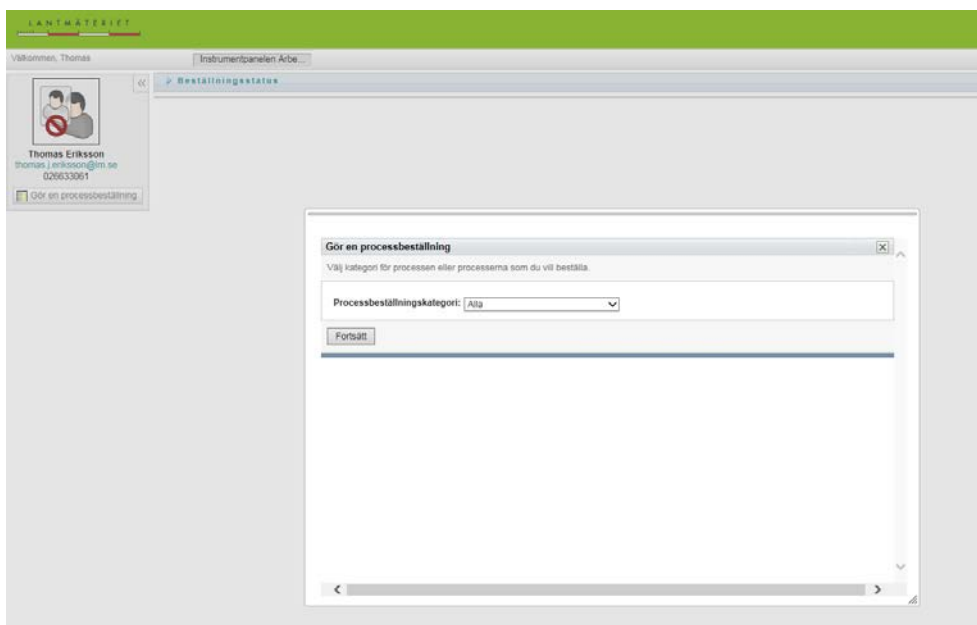 LANTMÄTERIET
Välkommen, Thomas
Instrumentpanelen Arbe...
Beställningsstatus
Thomas Eriksson
thomas.j.eriksson@lm.se
026633061
Gör en processbeställning
Gör en processbeställning
Välj kategori för processen eller processerna som du vill beställa.
Processbeställningskategori: Alla
Fortsätt